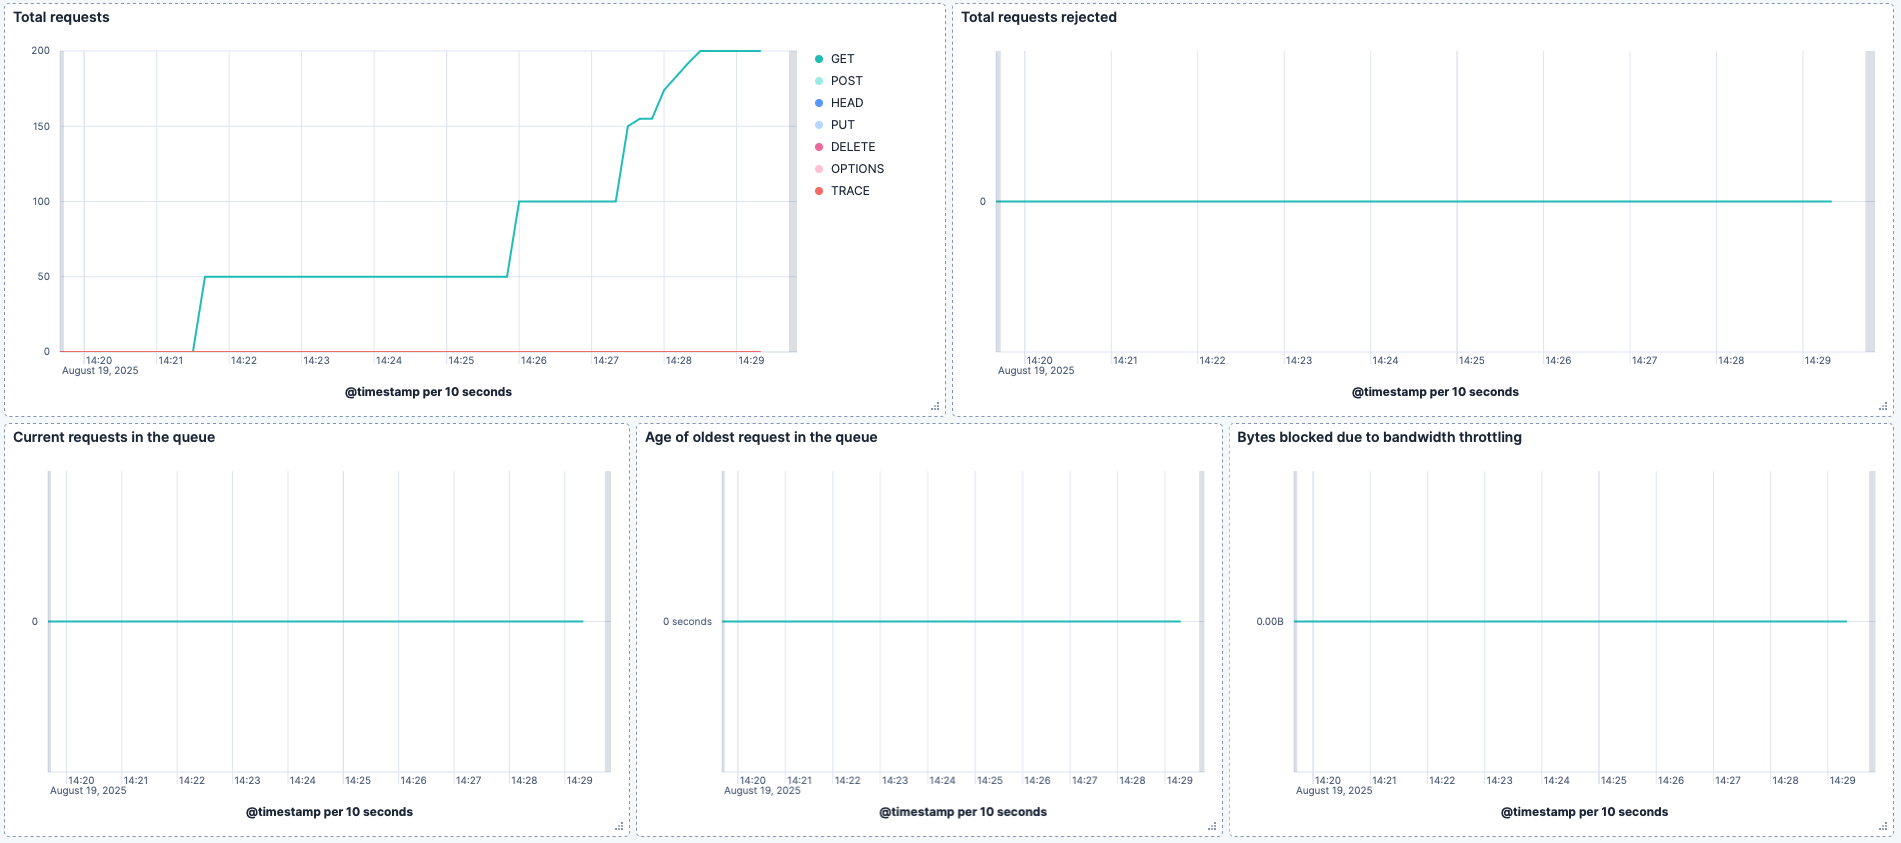 Total requests
200
150
100
50
0
14:20 14:21 14:22 14:23 14:24 14:25 14:26 14:27 14:28 14:29
August 19, 2025
@timestamp per 10 seconds
GET
POST
HEAD
PUT
DELETE
OPTIONS
TRACE
Total requests rejected
0
14:20 14:21 14:22 14:23 14:24 14:25 14:26 14:27 14:28 14:29
August 19, 2025
@timestamp per 10 seconds
Current requests in the queue
0
14:20 14:21 14:22 14:23 14:24 14:25 14:26 14:27 14:28 14:29
August 19, 2025
@timestamp per 10 seconds
Age of oldest request in the queue
0 seconds
14:20 14:21 14:22 14:23 14:24 14:25 14:26 14:27 14:28 14:29
August 19, 2025
@timestamp per 10 seconds
Bytes blocked due to bandwidth throttling
0.00B
14:20 14:21 14:22 14:23 14:24 14:25 14:26 14:27 14:28 14:29
August 19, 2025
@timestamp per 10 seconds